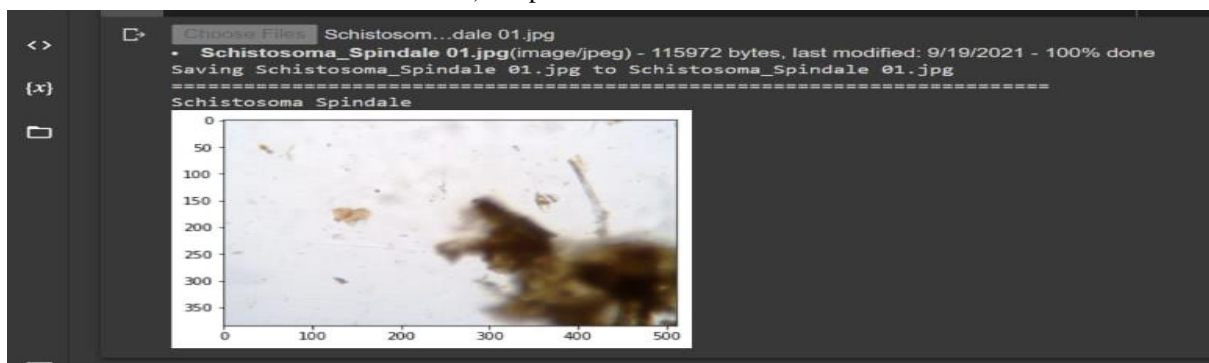 Choose Files Schistosom...dale 01.jpg
<>
• Schistosoma_Spindale 01.jpg(image/jpeg) - 115972 bytes, last modified: 9/19/2021 - 100% done
Saving Schistosoma_Spindale 01.jpg to Schistosoma_Spindale 01.jpg
{x}
==========================================================================
Schistosoma Spindale
0
50
100
150
200
250
300
350
0 100 200 300 400 500